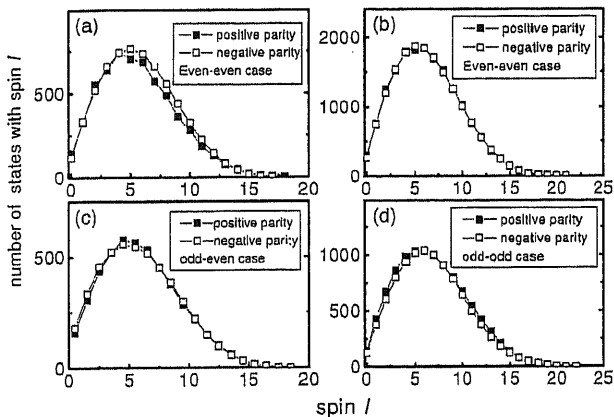 (a)
positive parity
negative parity
Even-even case
500
0
0 5 10 15 20
(b)
positive parity
negative parity
Even-even case
2000
1000
0
0 5 10 15 20 25
(c)
positive parity
negative parity
odd-even case
500
0
0 5 10 15 20
(d)
positive parity
negative parity
odd-odd case
1000
500
0
0 5 10 15 20 25
number of states with spin I
spin I